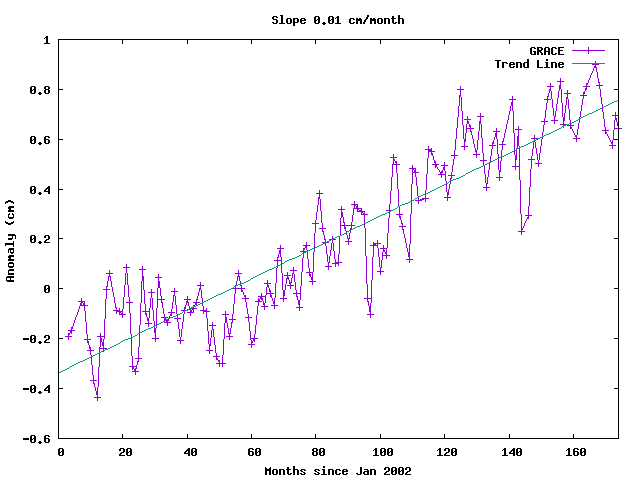 Slope 0.01 cm/month
GRACE
Trend Line
1
0.8
0.6
0.4
0.2
0
-0.2
-0.4
-0.6
Anomaly (cm)
0 20 40 60 80 100 120 140 160
Months since Jan 2002